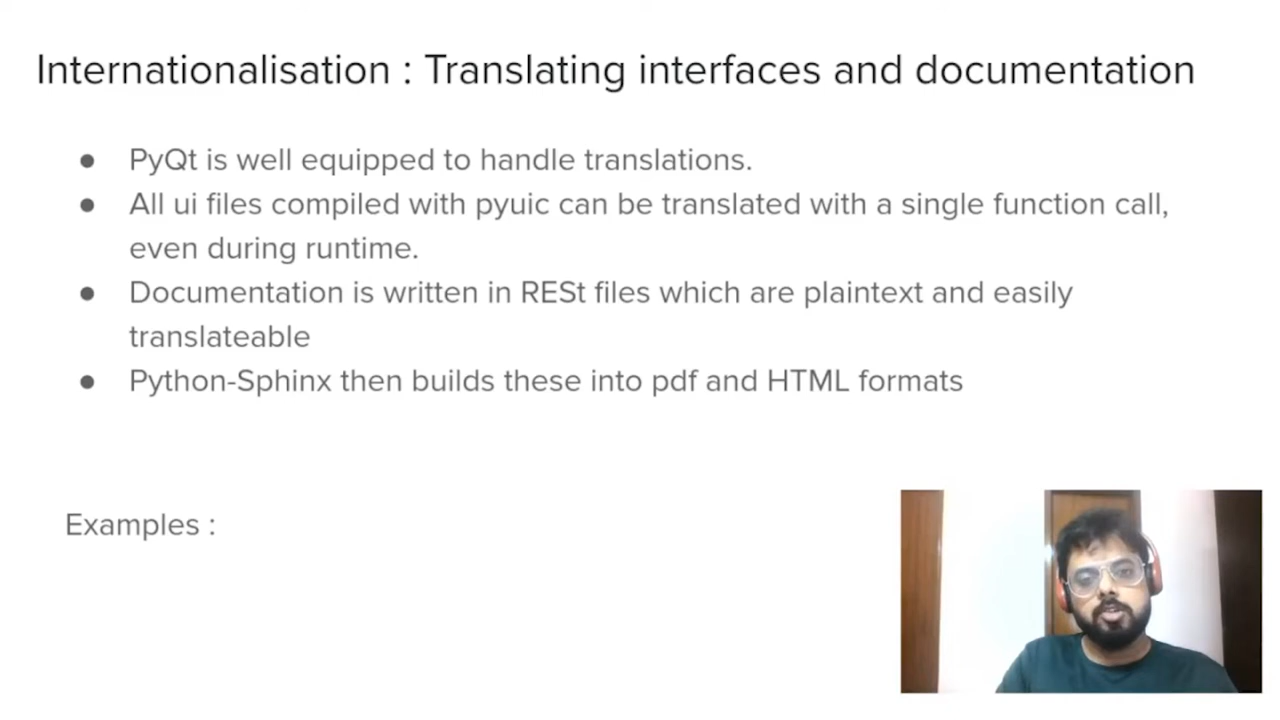 Internationalisation : Translating interfaces and documentation
● PyQt is well equipped to handle translations.
● All ui files compiled with pyuic can be translated with a single function call,
even during runtime.
● Documentation is written in RESt files which are plaintext and easily
translateable
● Python-Sphinx then builds these into pdf and HTML formats
Examples :